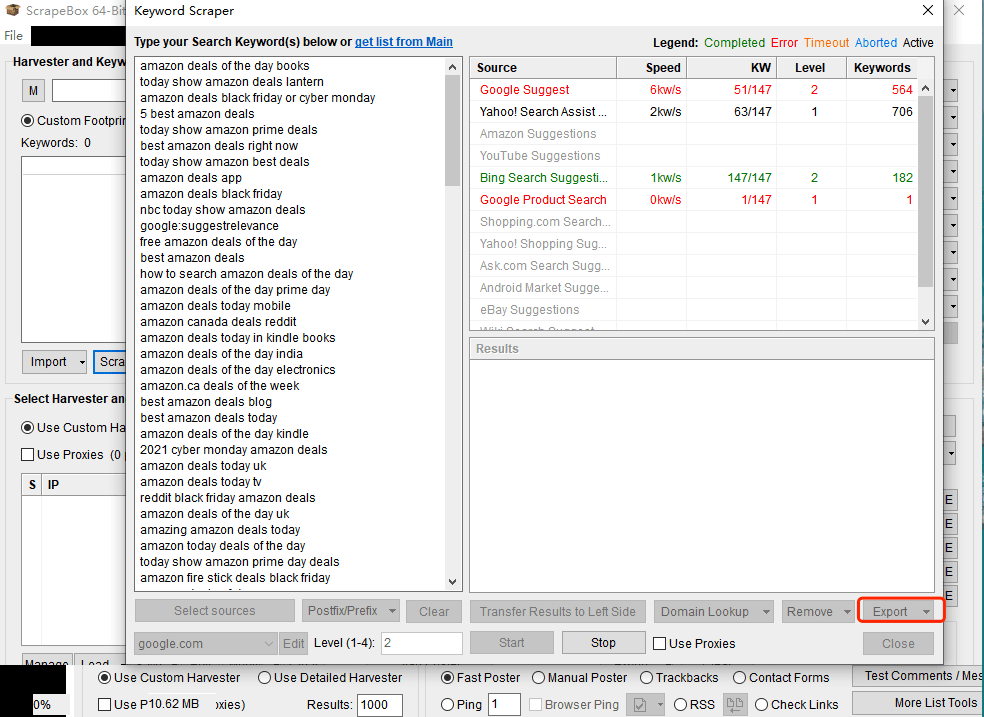 ScrapeBox 64-Bit
File
Harvester and Keyw
M
Custom Footprin
Keywords: 0
Import
Scra
Select Harvester an
Use Custom Ha
Use Proxies (0
S IP
Keyword Scraper
Type your Search Keyword(s) below or get list from Main
Legend: Completed Error Timeout Aborted Active
amazon deals of the day books
today show amazon deals lantern
amazon deals black friday or cyber monday
5 best amazon deals
today show amazon prime deals
best amazon deals right now
today show amazon best deals
amazon deals app
amazon deals black friday
nbc today show amazon deals
google:suggestrelevance
free amazon deals of the day
best amazon deals
how to search amazon deals of the day
amazon deals of the day prime day
amazon deals today mobile
amazon canada deals reddit
amazon deals today in kindle books
amazon deals of the day india
amazon deals of the day electronics
amazon.ca deals of the week
best amazon deals blog
best amazon deals today
amazon deals of the day kindle
2021 cyber monday amazon deals
amazon deals today uk
amazon deals today tv
reddit black friday amazon deals
amazon deals of the day uk
amazing amazon deals today
amazon today deals of the day
today show amazon prime day deals
amazon fire stick deals black friday
Source Speed KW Level Keywords
Google Suggest 6kw/s 51/147 2 564
Yahoo! Search Assist ... 2kw/s 63/147 1 706
Amazon Suggestions
YouTube Suggestions
Bing Search Suggesti... 1kw/s 147/147 2 182
Google Product Search 0kw/s 1/147 1 1
Shopping.com Search...
Yahoo! Shopping Sug...
Ask.com Search Sugg...
Android Market Sugge...
eBay Suggestions
Wiki Search Suggest
Results
Select sources Postfix/Prefix Clear Transfer Results to Left Side Domain Lookup Remove Export
google.com Edit Level (1-4): 2 Start Stop Use Proxies Close
E
E
E
E
E
Manage Load
Use Custom Harvester Use Detailed Harvester Fast Poster Manual Poster Trackbacks Contact Forms Test Comments / Mes
0% Use P10.62 MB xies) Results: 1000 Ping 1 Browser Ping RSS Check Links More List Tools